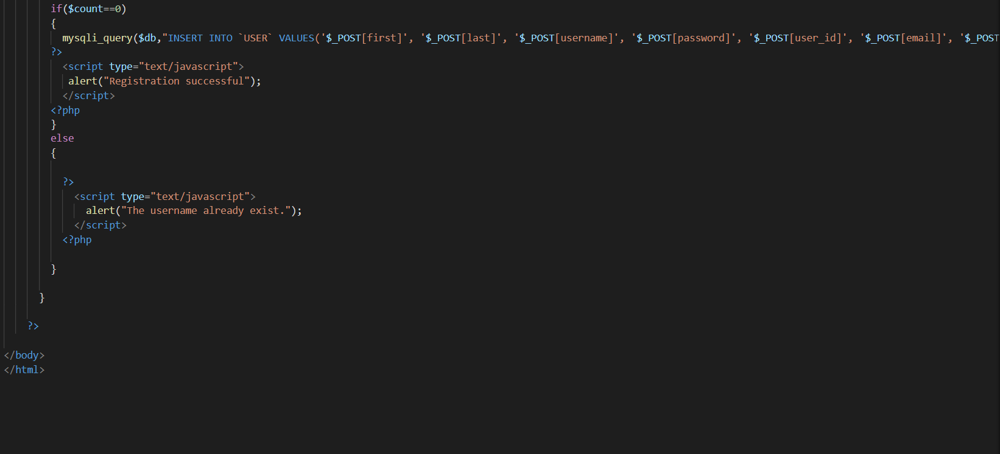 if($count==0)
{
mysqli_query($db,"INSERT INTO `USER` VALUES('$_POST[first]', '$_POST[last]', '$_POST[username]', '$_POST[password]', '$_POST[user_id]', '$_POST[email]', '$_POST
?>
<script type="text/javascript">
alert("Registration successful");
</script>
<?php
}
else
{
?>
<script type="text/javascript">
alert("The username already exist.");
</script>
<?php
}
}
?>
</body>
</html>